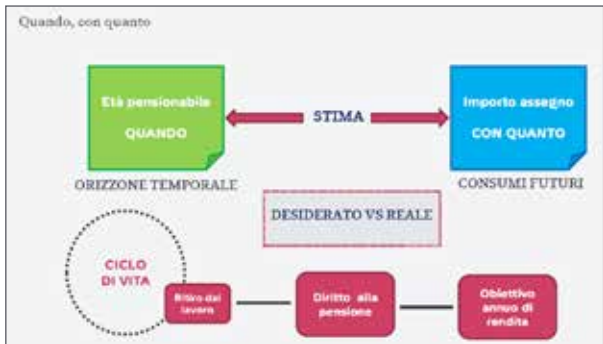 Quando, con quanto
Età pensionabile
QUANDO
STIMA
Importo assegno
CON QUANTO
ORIZZONE TEMPORALE
CONSUMI FUTURI
DESIDERATO VS REALE
CICLO
DI VITA
Ritiro dal
lavoro
Diritto alla
pensione
Obiettivo
annuo di
rendita